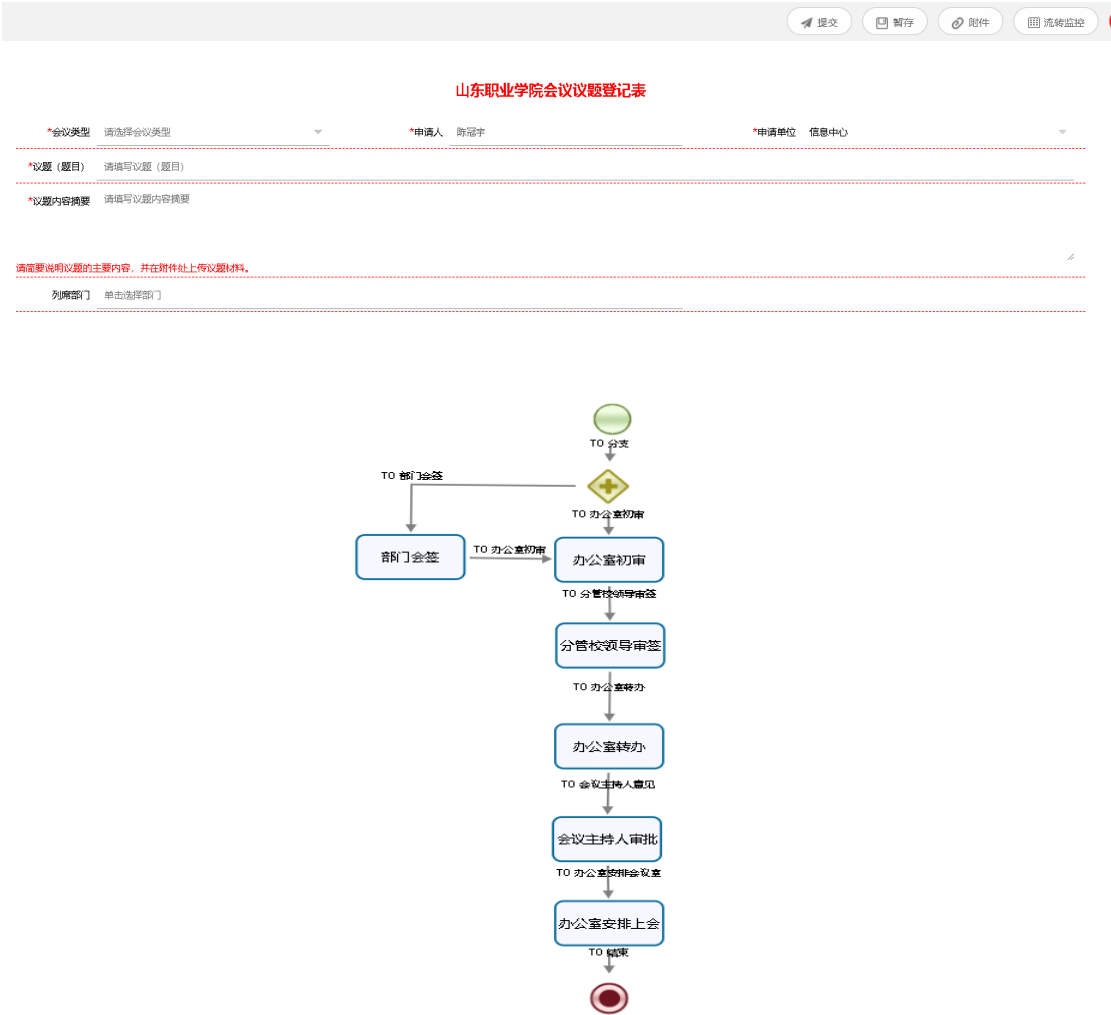 提交 暂存 附件 流转监控
山东职业学院会议议题登记表
*会议类型 请选择会议类型 *申请人 陈冠宇 *申请单位 信息中心
*议题（题目） 请填写议题（题目）
*议题内容摘要 请填写议题内容摘要
请简要说明议题的主要内容，并在附件处上传议题材料。
列席部门 单击选择部门
TO 分支
TO 部门会签
TO 办公室初审
部门会签 TO 办公室初审 办公室初审
TO 分管校领导审签
分管校领导审签
TO 办公室转办
办公室转办
TO 会议主持人意见
会议主持人审批
TO 办公室安排会议室
办公室安排上会
TO 结束